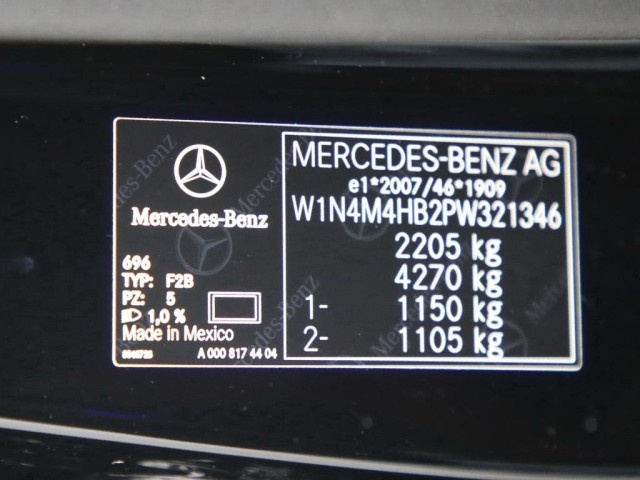 Mercedes-Benz
696
TYP: F2B
PZ: 5
1,0 %
Made in Mexico
A 000 817 44 04
MERCEDES-BENZ AG
e1*2007/46*1909
W1N4M4HB2PW321346
2205 kg
4270 kg
1- 1150 kg
2- 1105 kg